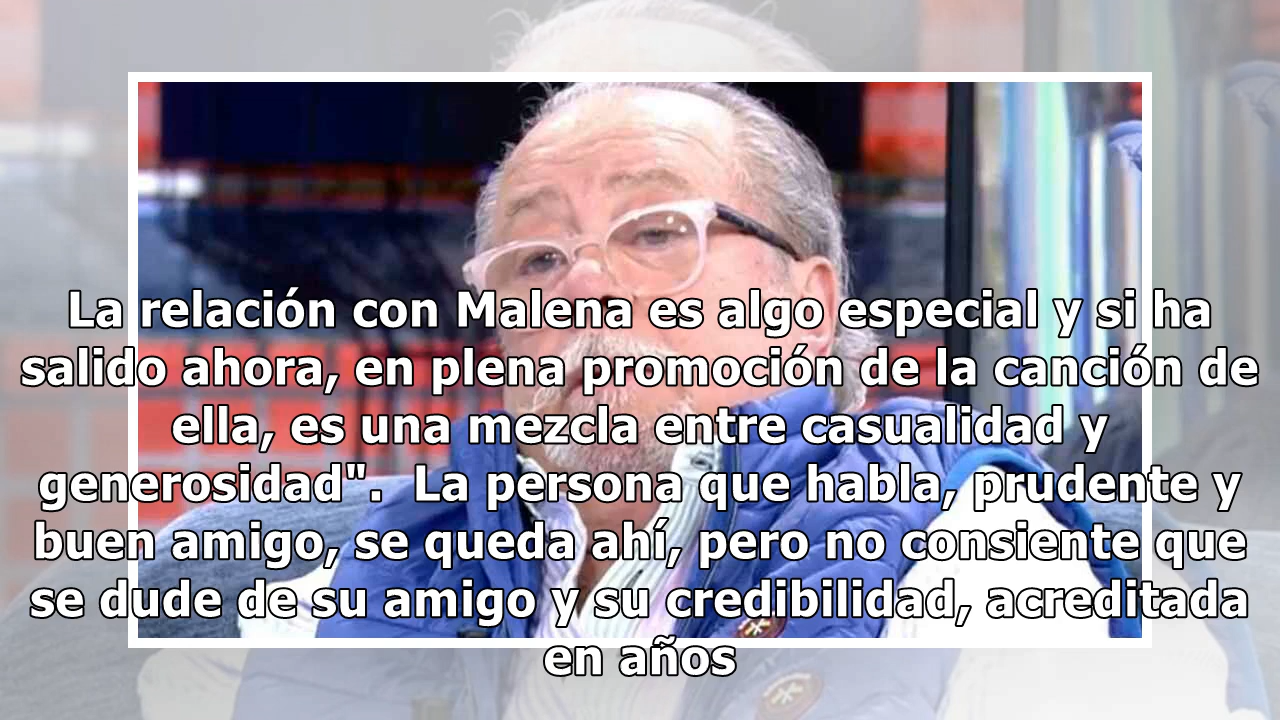 La relación con Malena es algo especial y si ha
salido ahora, en plena promoción de la canción de
ella, es una mezcla entre casualidad y
generosidad".  La persona que habla, prudente y
buen amigo, se queda ahí, pero no consiente que
se dude de su amigo y su credibilidad, acreditada
en años